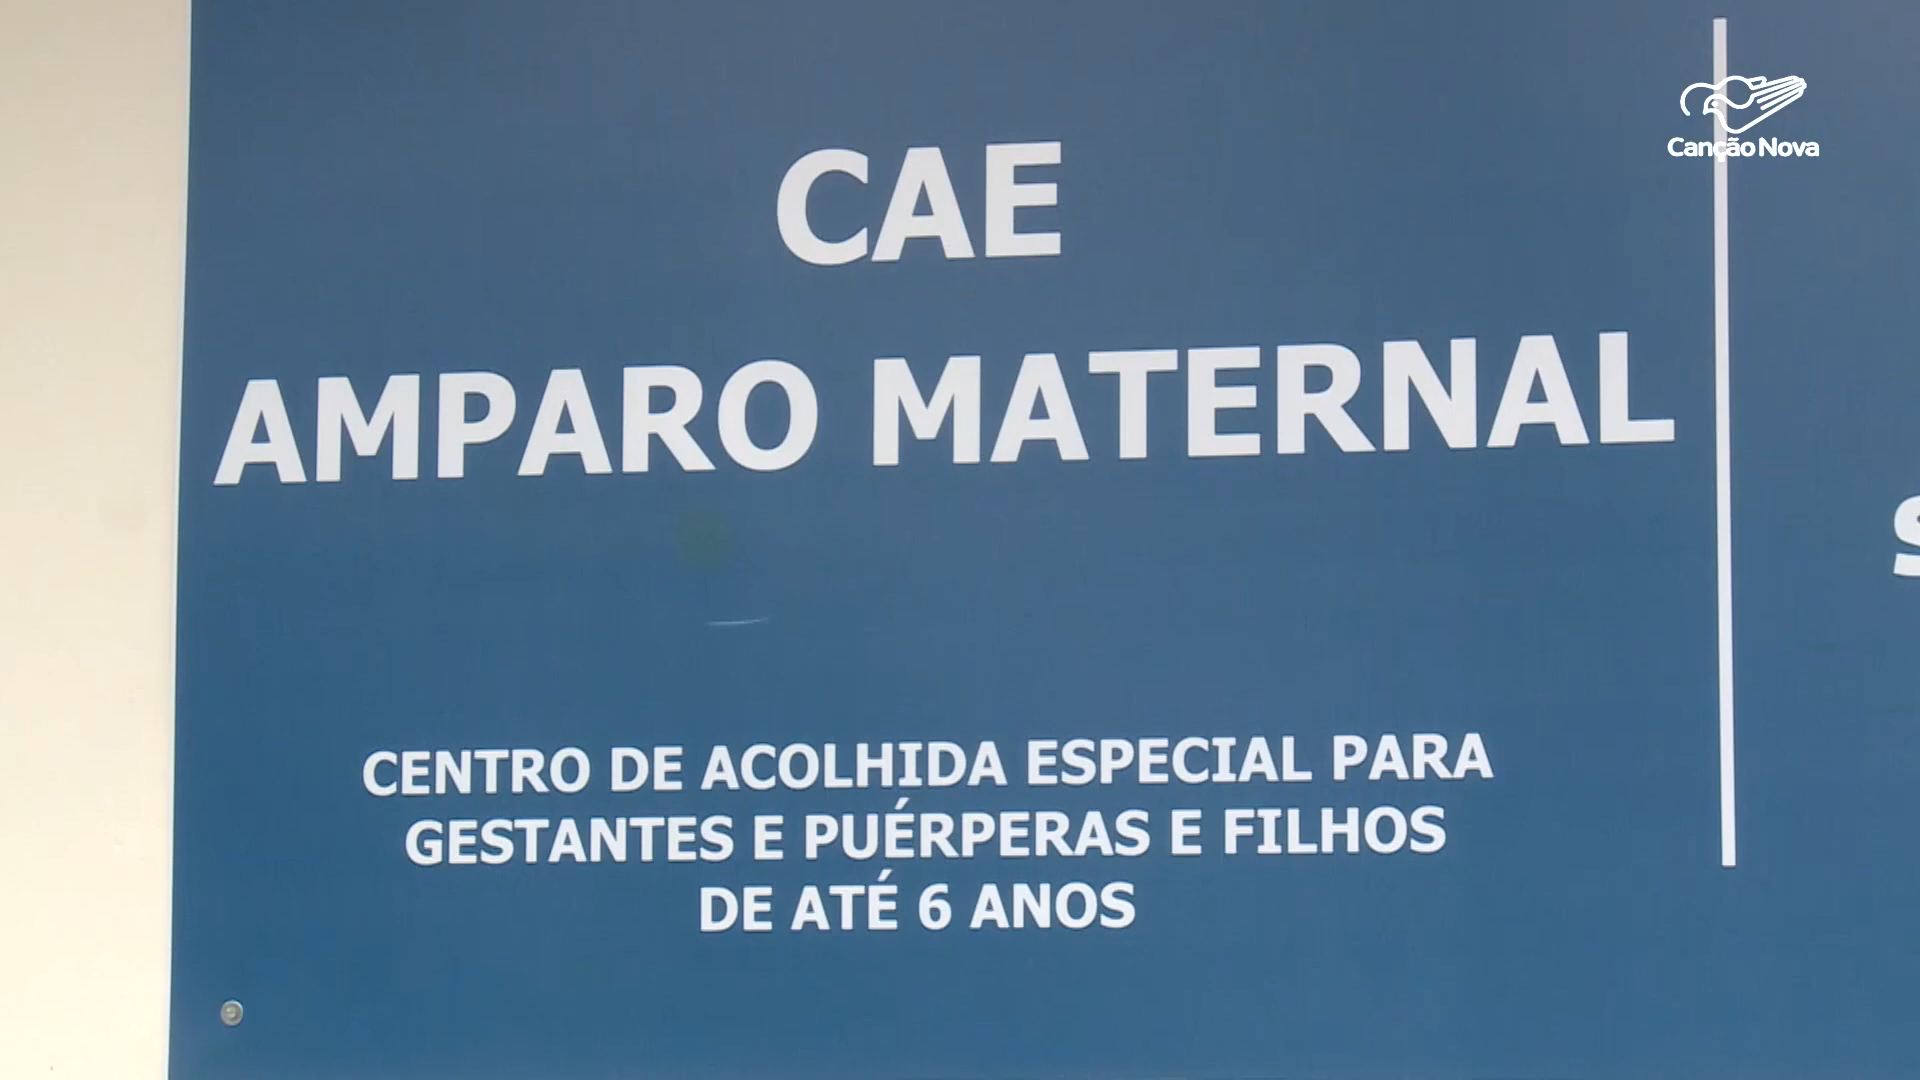 CAE
AMPARO MATERNAL
CENTRO DE ACOLHIDA ESPECIAL PARA
GESTANTES E PUÉRPERAS E FILHOS
DE ATÉ 6 ANOS
Canção Nova